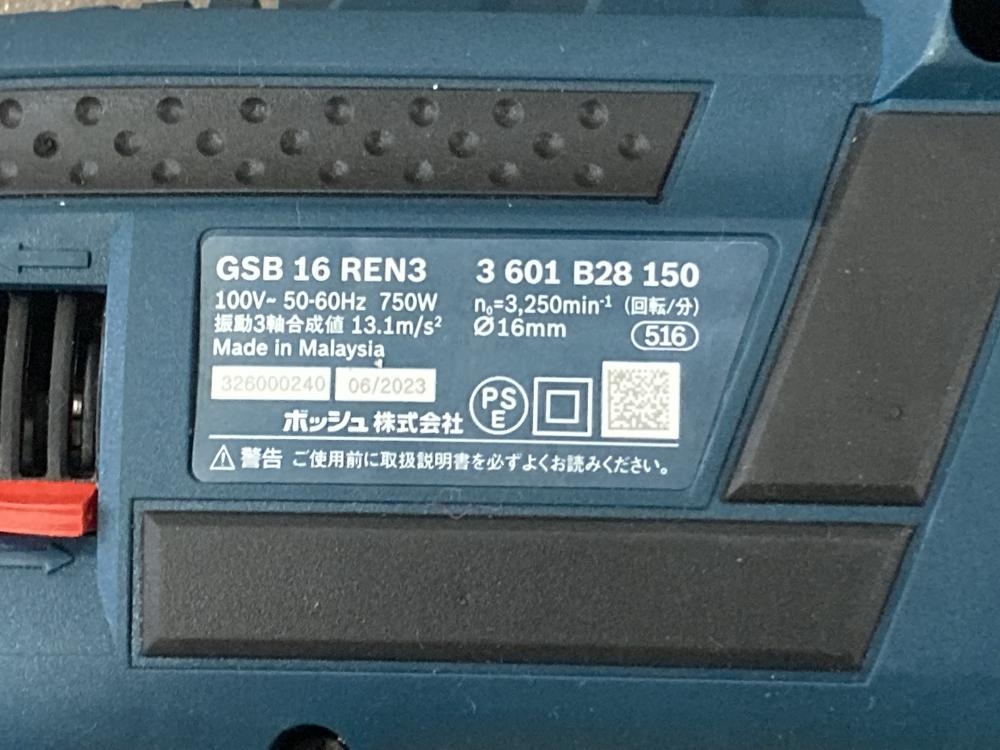 GSB 16 REN3 3 601 B28 150
100V~ 50-60Hz 750W n₀=3,250min⁻¹ (回転/分)
振動3軸合成値 13.1m/s² Ø16mm 516
Made in Malaysia
326000240 06/2023
ボッシュ株式会社 PS E
警告 ご使用前に取扱説明書を必ずよくお読みください。